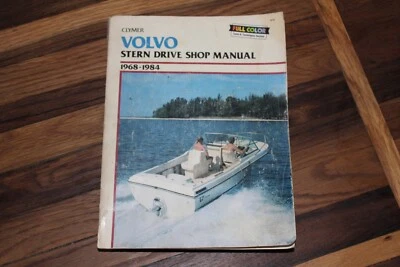 CLYMER
FULL COLOR
VOLVO
STERN DRIVE SHOP MANUAL
1968-1984